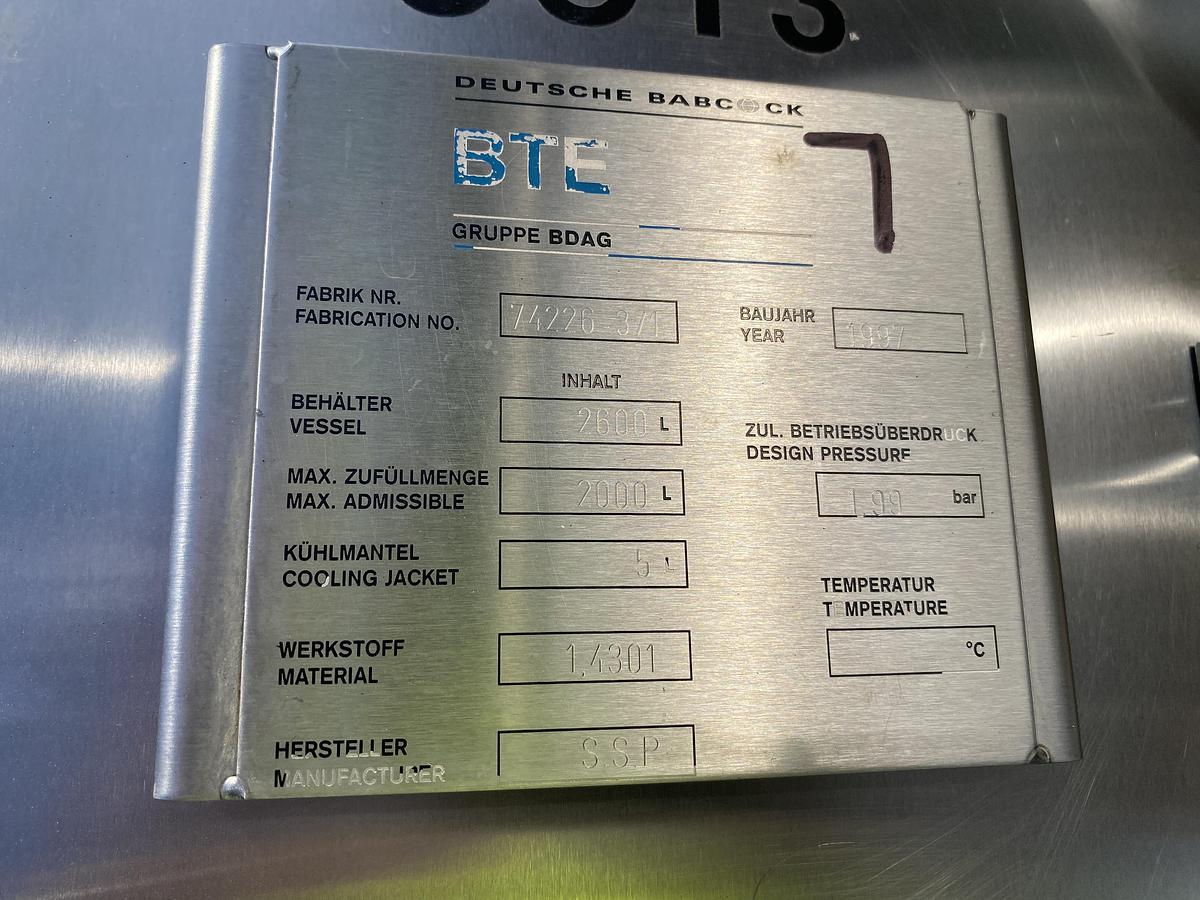 DEUTSCHE BABCOCK
BTE
GRUPPE BDAG
FABRIK NR.
FABRICATION NO. 74226 3/1
BAUJAHR
YEAR 1997
INHALT
BEHÄLTER
VESSEL 2600 L
ZUL. BETRIEBSÜBERDRUCK
DESIGN PRESSURE
1,99 bar
MAX. ZUFÜLLMENGE
MAX. ADMISSIBLE 2000 L
KÜHLMANTEL
COOLING JACKET 5 L
TEMPERATUR
TEMPERATURE
°C
WERKSTOFF
MATERIAL 1,4301
HERSTELLER
MANUFACTURER S.S.P